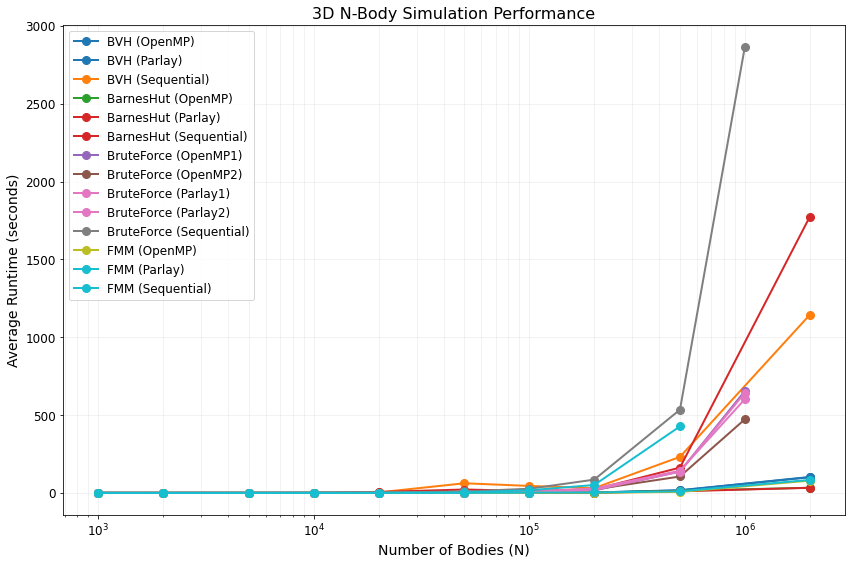 3D N-Body Simulation Performance
3000
2500
2000
1500
1000
500
0
Average Runtime (seconds)
BVH (OpenMP)
BVH (Parlay)
BVH (Sequential)
BarnesHut (OpenMP)
BarnesHut (Parlay)
BarnesHut (Sequential)
BruteForce (OpenMP1)
BruteForce (OpenMP2)
BruteForce (Parlay1)
BruteForce (Parlay2)
BruteForce (Sequential)
FMM (OpenMP)
FMM (Parlay)
FMM (Sequential)
10³ 10⁴ 10⁵ 10⁶
Number of Bodies (N)